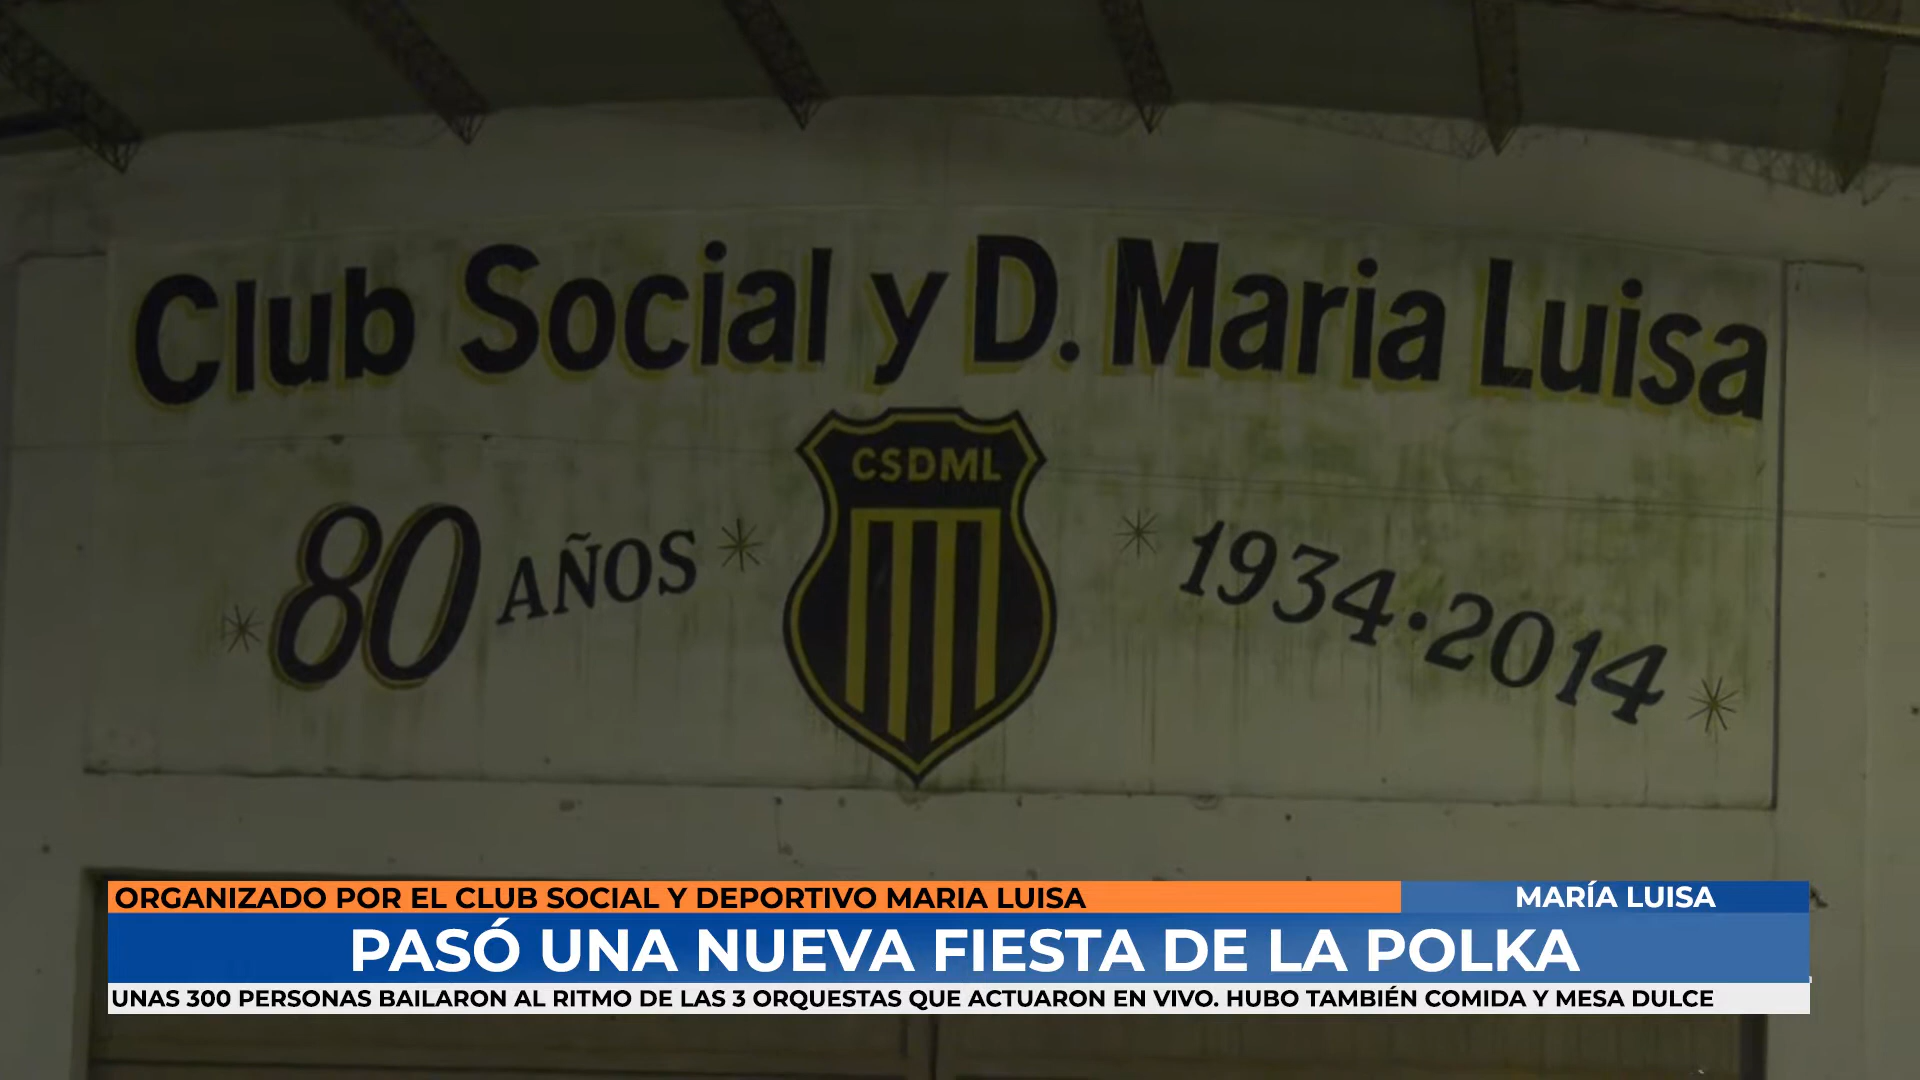 Club Social y D. Maria Luisa
CSDML
80 AÑOS
1934·2014
ORGANIZADO POR EL CLUB SOCIAL Y DEPORTIVO MARIA LUISA
MARÍA LUISA
PASÓ UNA NUEVA FIESTA DE LA POLKA
UNAS 300 PERSONAS BAILARON AL RITMO DE LAS 3 ORQUESTAS QUE ACTUARON EN VIVO. HUBO TAMBIÉN COMIDA Y MESA DULCE